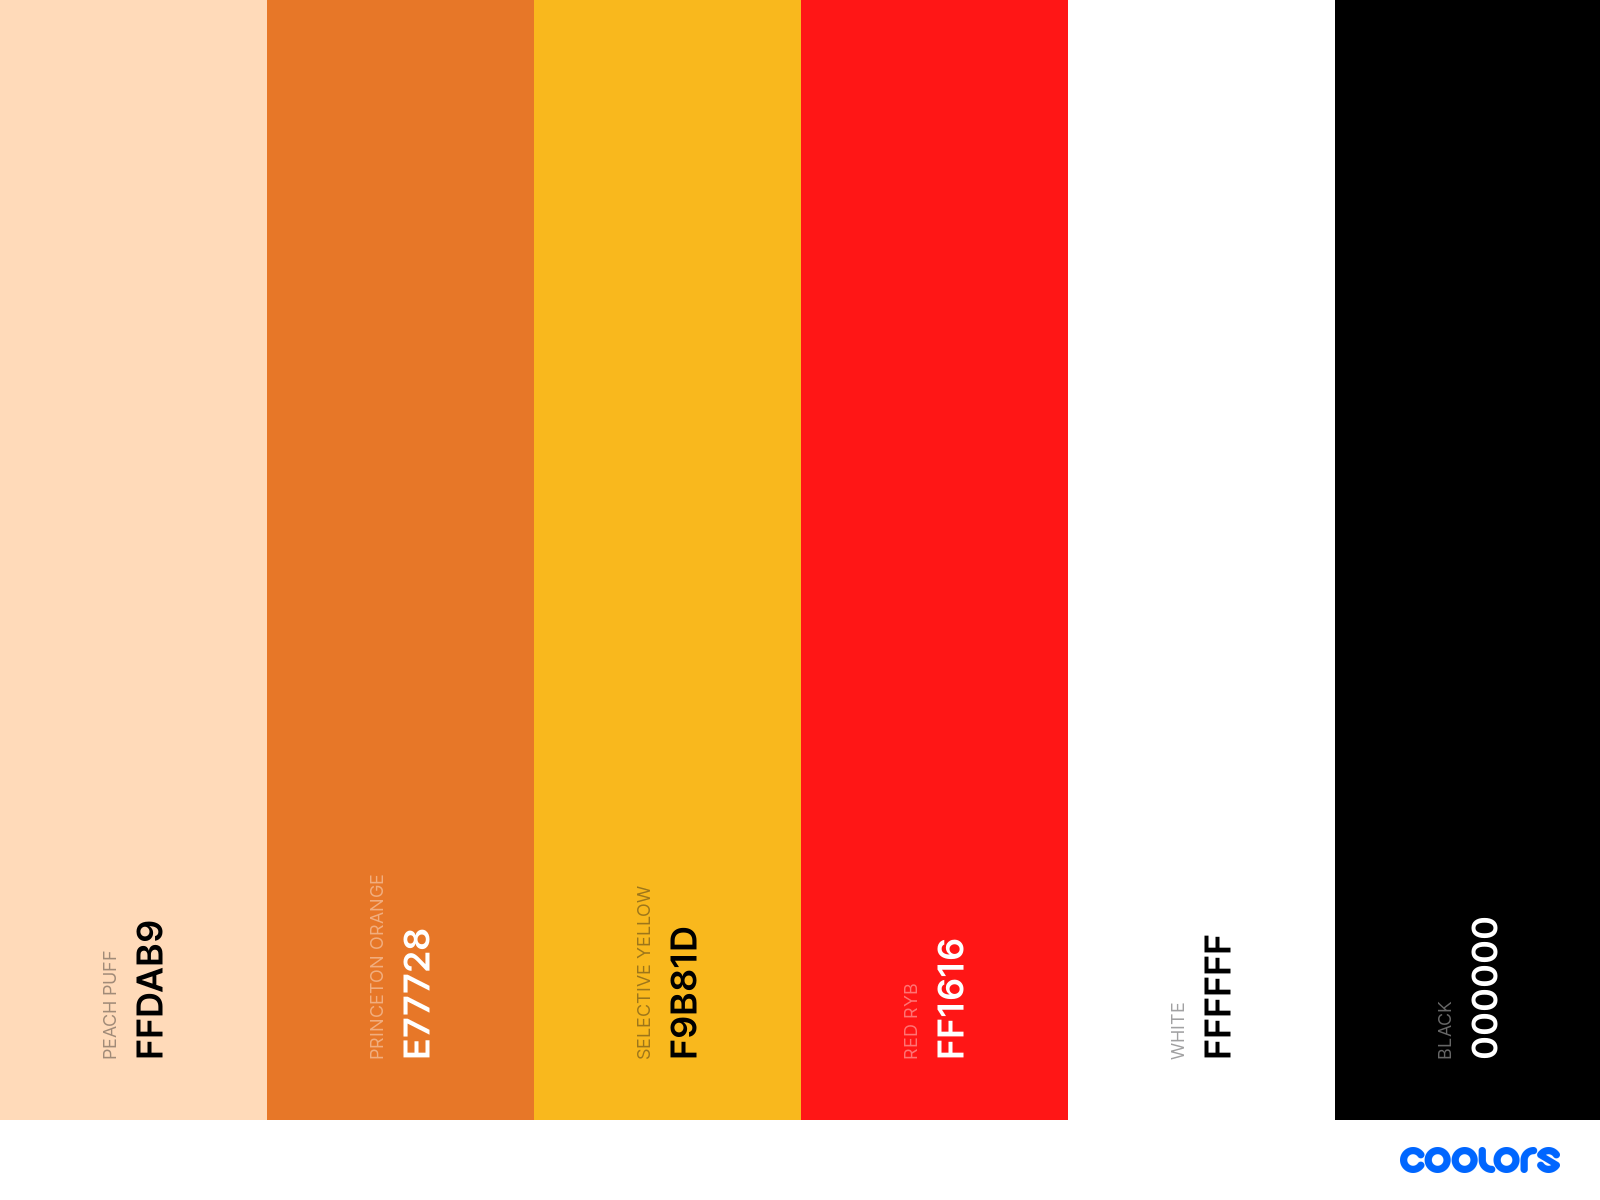 PEACH PUFF
FFDAB9
PRINCETON ORANGE
E77728
SELECTIVE YELLOW
F9B81D
RED RYB
FF1616
WHITE
FFFFFF
BLACK
000000
coolors